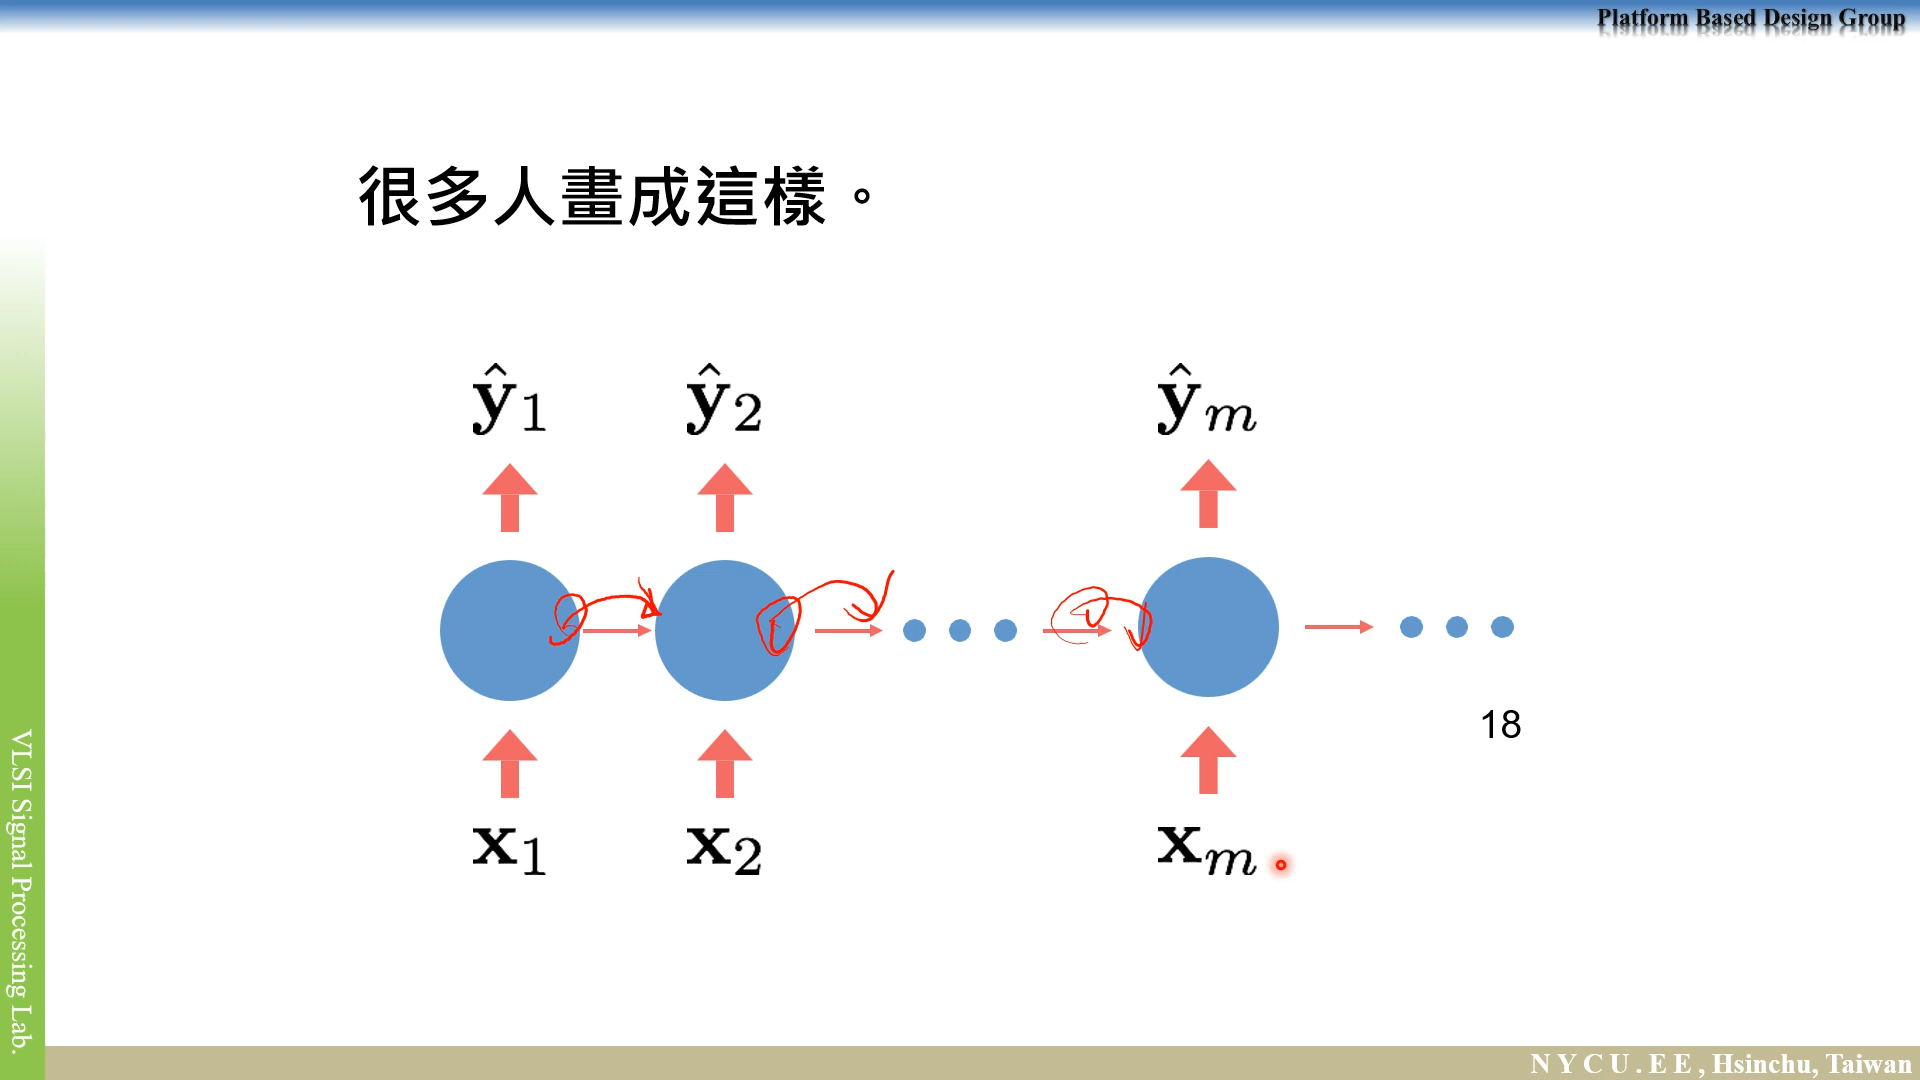 Platform Based Design Group
很多人畫成這樣。
ŷ1 ŷ2 ŷm
x1 x2 xm
18
VLSI Signal Processing Lab.
N Y C U . E E , Hsinchu, Taiwan